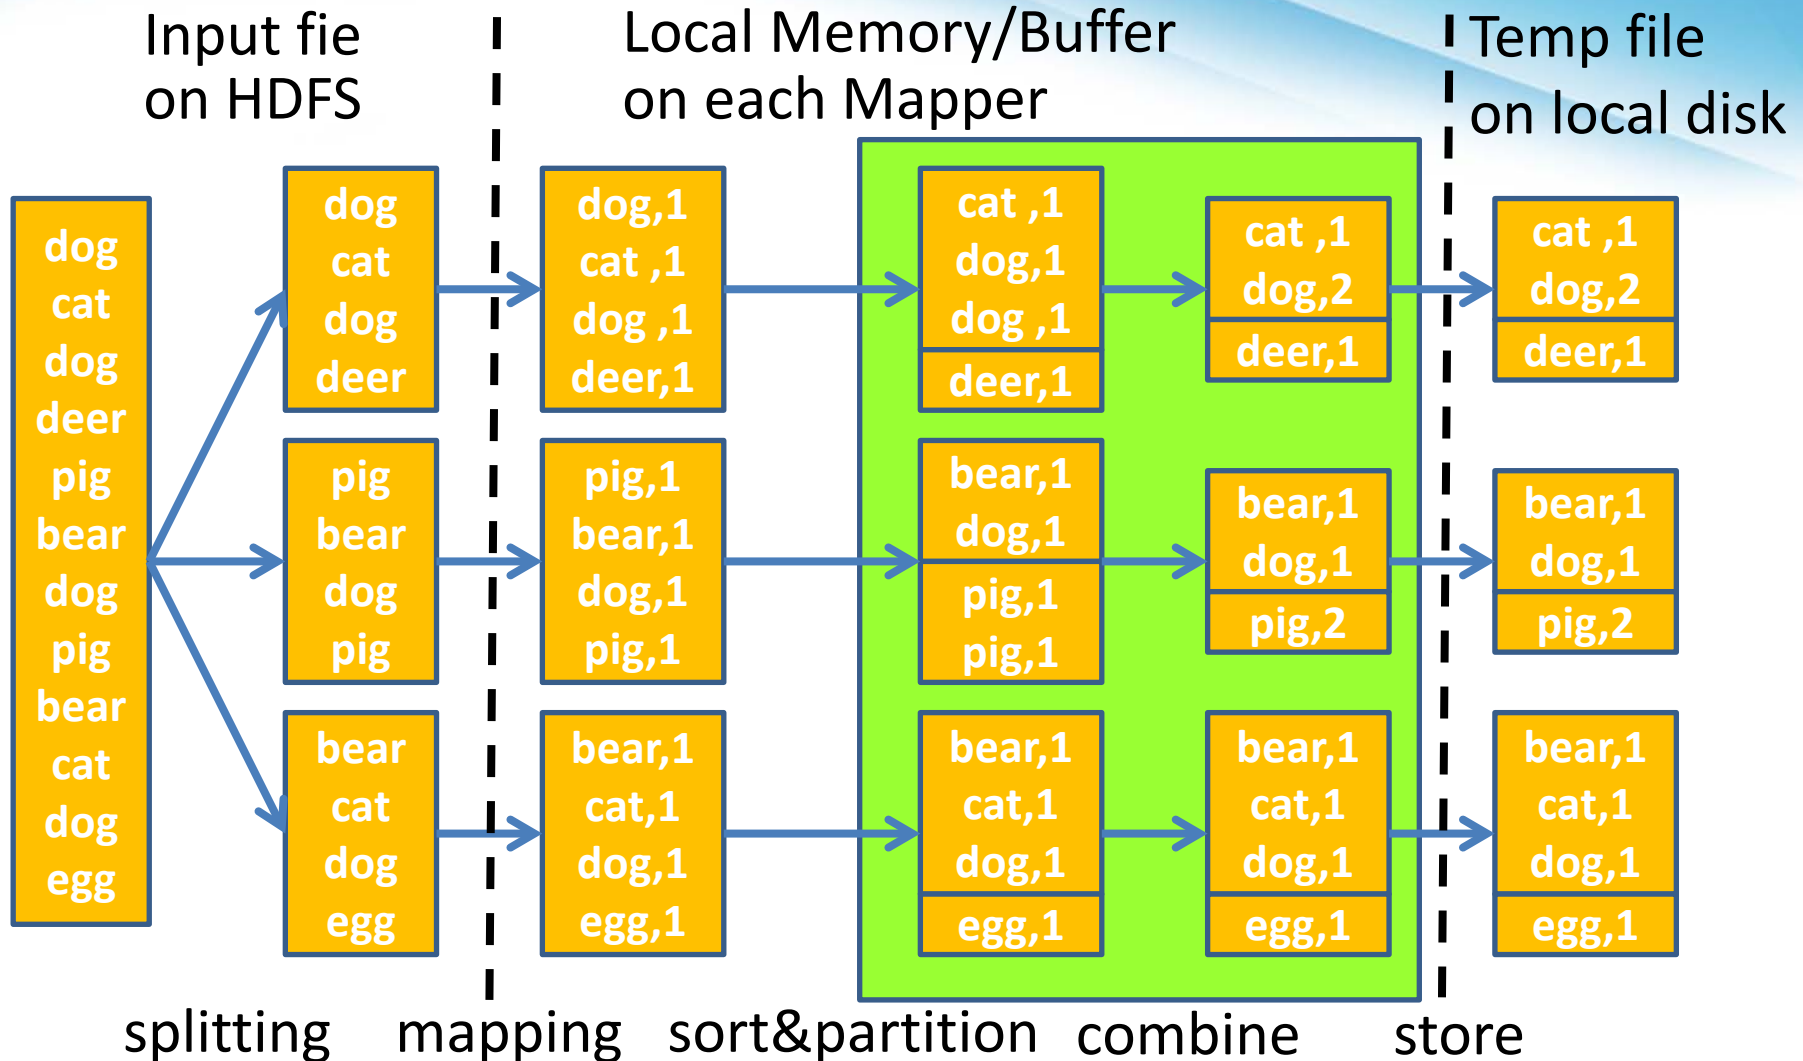 Input fie
on HDFS
Local Memory/Buffer
on each Mapper
Temp file
on local disk
dog
cat
dog
deer
pig
bear
dog
pig
bear
cat
dog
egg
dog
cat
dog
deer
pig
bear
dog
pig
bear
cat
dog
egg
dog,1
cat ,1
dog ,1
deer,1
pig,1
bear,1
dog,1
pig,1
bear,1
cat,1
dog,1
egg,1
cat ,1
dog,1
dog ,1
deer,1
bear,1
dog,1
pig,1
pig,1
bear,1
cat,1
dog,1
egg,1
cat ,1
dog,2
deer,1
bear,1
dog,1
pig,2
bear,1
cat,1
dog,1
egg,1
cat ,1
dog,2
deer,1
bear,1
dog,1
pig,2
bear,1
cat,1
dog,1
egg,1
splitting
mapping
sort&partition
combine
store